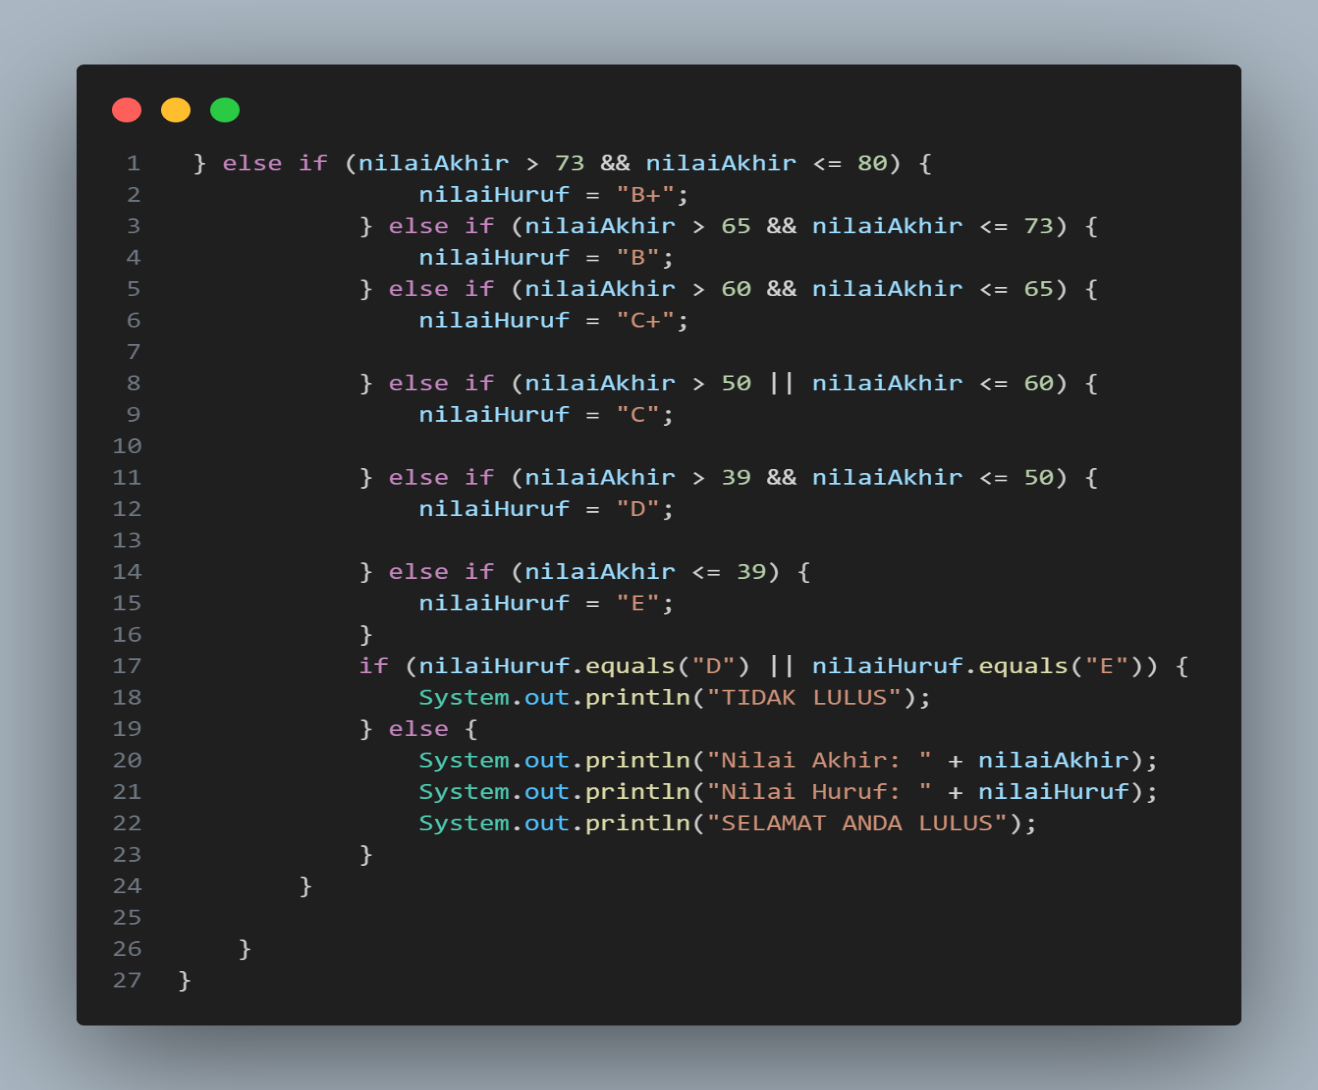 1 } else if (nilaiAkhir > 73 && nilaiAkhir <= 80) {
2 nilaiHuruf = "B+";
3 } else if (nilaiAkhir > 65 && nilaiAkhir <= 73) {
4 nilaiHuruf = "B";
5 } else if (nilaiAkhir > 60 && nilaiAkhir <= 65) {
6 nilaiHuruf = "C+";
7
8 } else if (nilaiAkhir > 50 || nilaiAkhir <= 60) {
9 nilaiHuruf = "C";
10
11 } else if (nilaiAkhir > 39 && nilaiAkhir <= 50) {
12 nilaiHuruf = "D";
13
14 } else if (nilaiAkhir <= 39) {
15 nilaiHuruf = "E";
16 }
17 if (nilaiHuruf.equals("D") || nilaiHuruf.equals("E")) {
18 System.out.println("TIDAK LULUS");
19 } else {
20 System.out.println("Nilai Akhir: " + nilaiAkhir);
21 System.out.println("Nilai Huruf: " + nilaiHuruf);
22 System.out.println("SELAMAT ANDA LULUS");
23 }
24 }
25
26 }
27 }